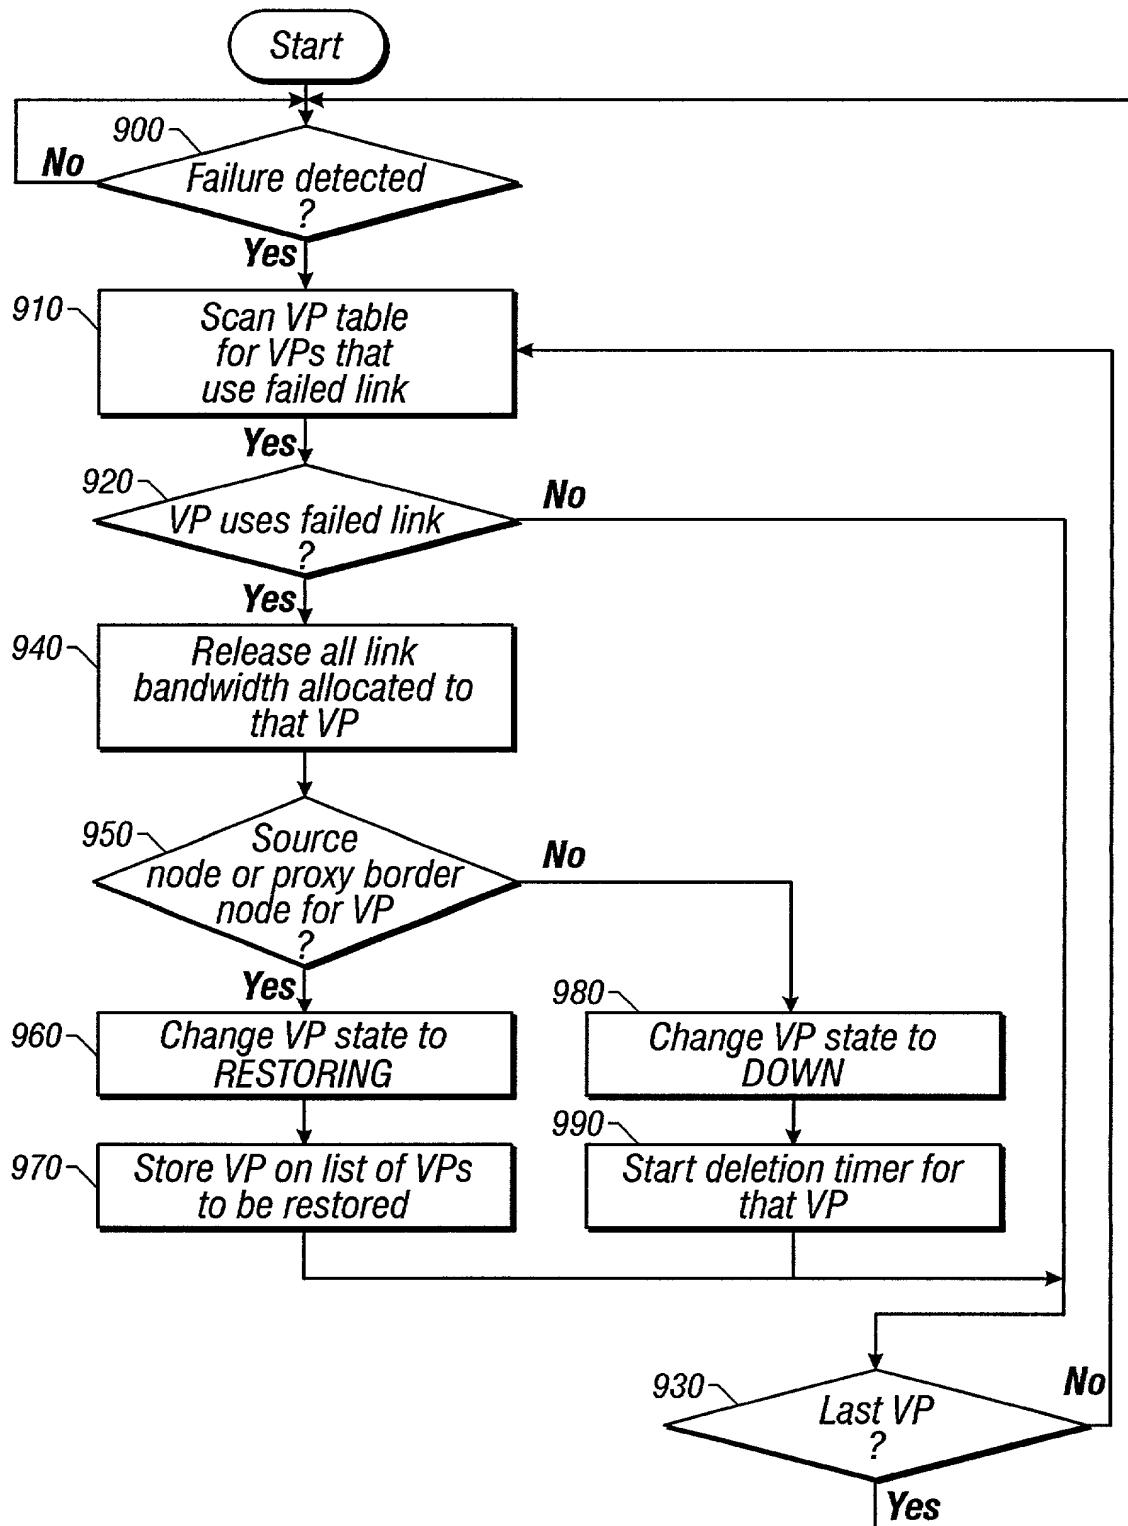 Start
900
No
Failure detected
?
Yes
910
Scan VP table
for VPs that
use failed link
Yes
920
No
VP uses failed link
?
Yes
940
Release all link
bandwidth allocated to
that VP
950
Source
node or proxy border
node for VP
?
No
Yes
960
Change VP state to
RESTORING
980
Change VP state to
DOWN
970
Store VP on list of VPs
to be restored
990
Start deletion timer for
that VP
930
Last VP
?
No
Yes